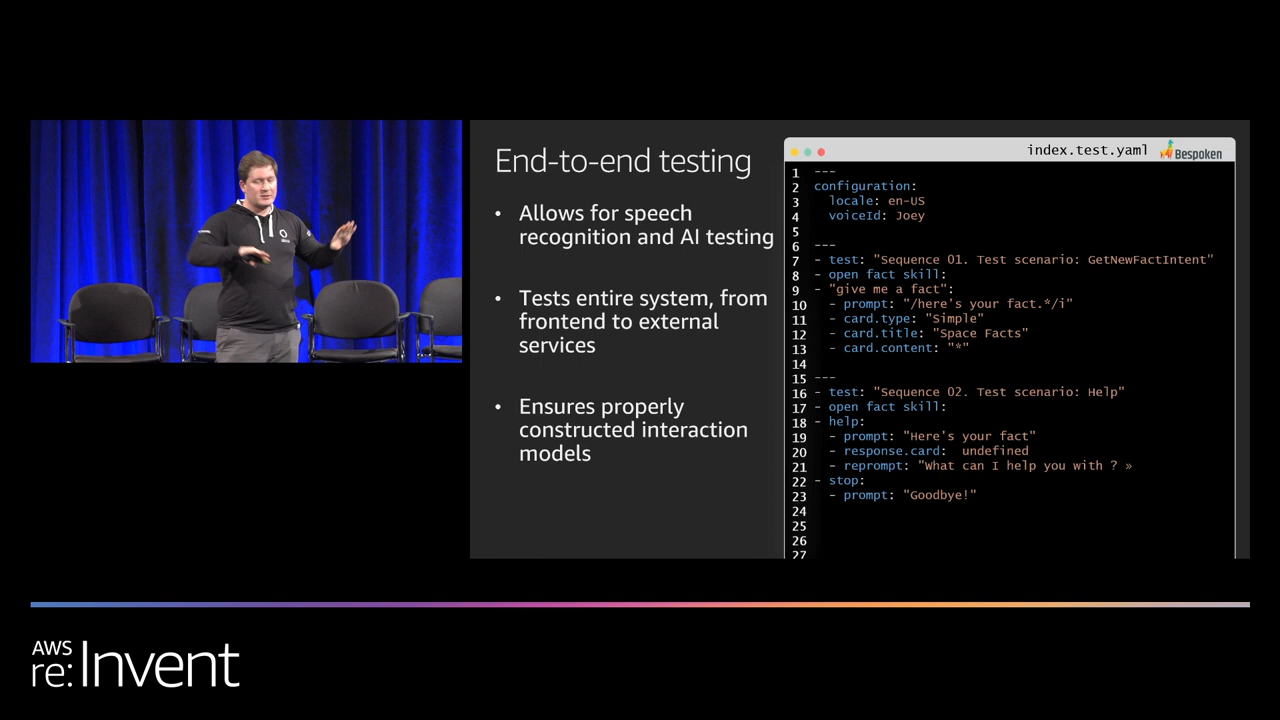 End-to-end testing
• Allows for speech
recognition and AI testing
• Tests entire system, from
frontend to external
services
• Ensures properly
constructed interaction
models
index.test.yaml Bespoken
1 ---
2 configuration:
3 locale: en-US
4 voiceId: Joey
5
6 ---
7 - test: "Sequence 01. Test scenario: GetNewFactIntent"
8 - open fact skill:
9 - "give me a fact":
10 - prompt: "/here's your fact.*/i"
11 - card.type: "Simple"
12 - card.title: "Space Facts"
13 - card.content: "*"
14
15 ---
16 - test: "Sequence 02. Test scenario: Help"
17 - open fact skill:
18 - help:
19 - prompt: "Here's your fact"
20 - response.card: undefined
21 - reprompt: "What can I help you with ? »
22 - stop:
23 - prompt: "Goodbye!"
24
25
26
27
AWS
re:Invent